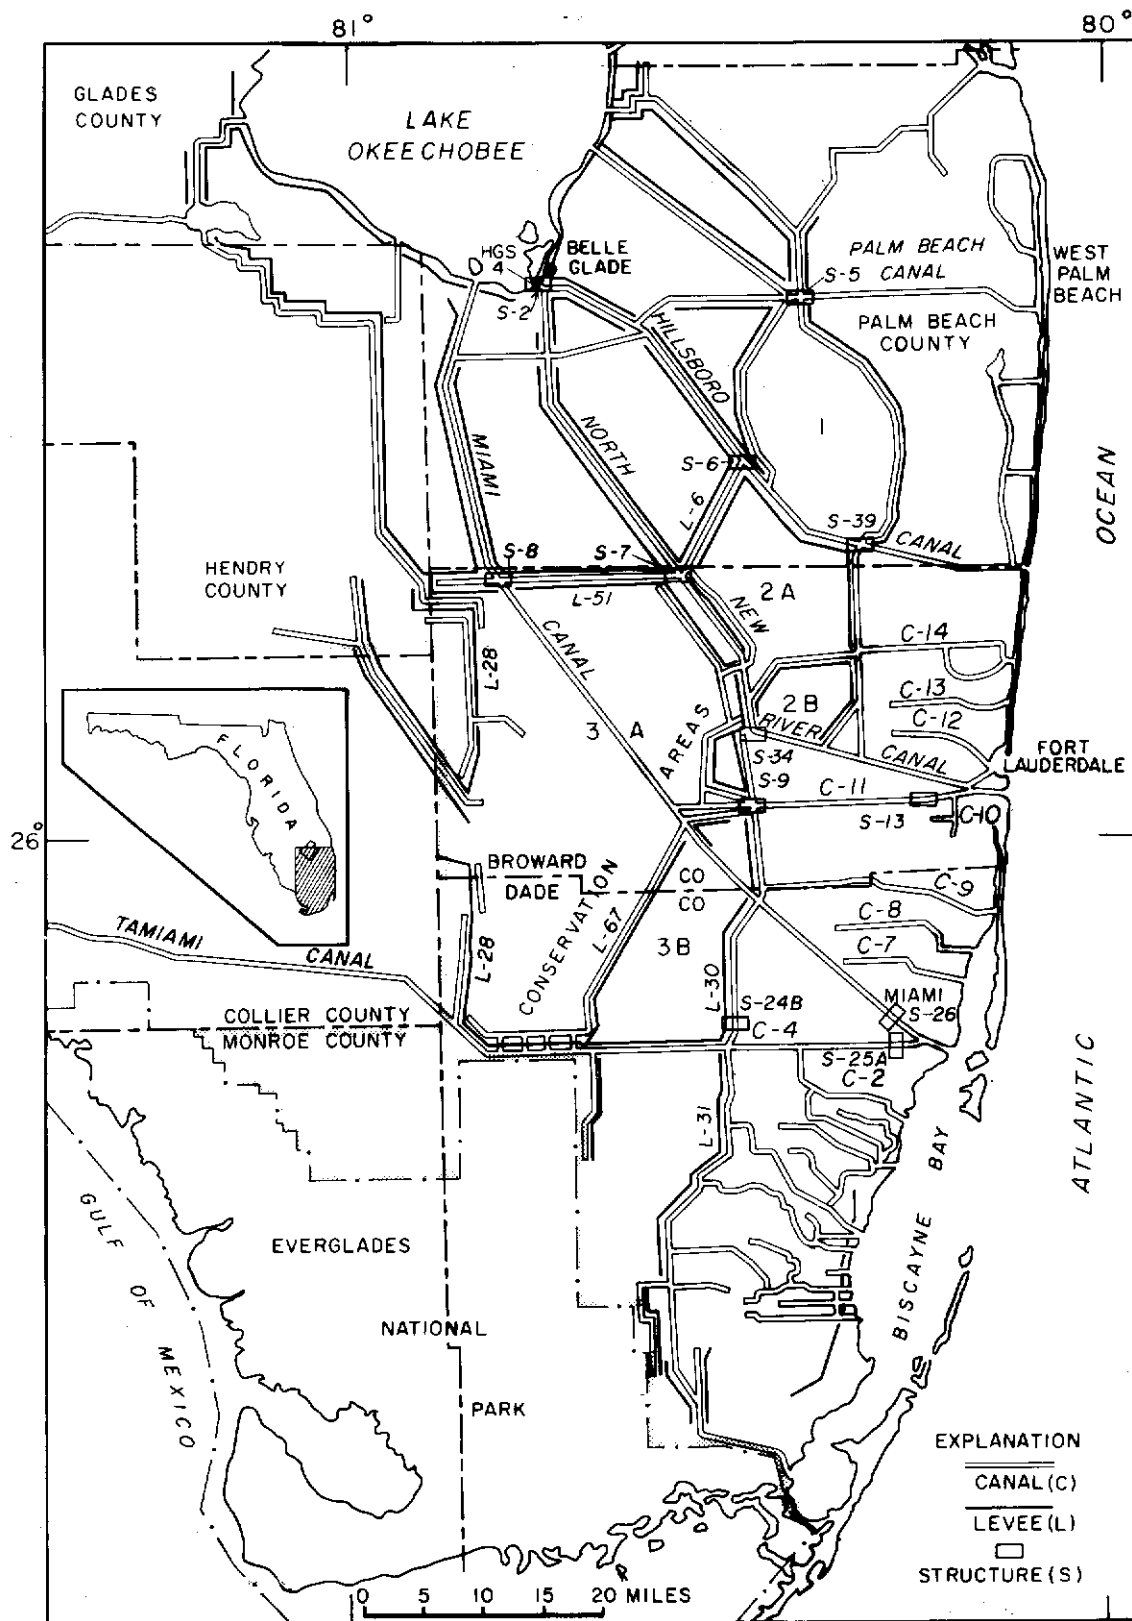 81°
80°
GLADES
COUNTY
LAKE
OKEECHOBEE
HGS
4
BELLE
GLADE
S-2
PALM BEACH
S-5 CANAL
WEST
PALM
BEACH
PALM BEACH
COUNTY
HILLSBORO
1
MIAMI
NORTH
S-6
L-6
S-39
CANAL
OCEAN
HENDRY
COUNTY
S-8
S-7
L-51
2A
NEW
CANAL
L-28
C-14
C-13
C-12
2B
RIVER
CANAL
3 A
AREAS
S-34
S-9
FORT
LAUDERDALE
C-11
S-13
C-10
FLORIDA
26°
BROWARD
DADE
CO
CO
C-9
CONSERVATION
L-67
3B
C-8
C-7
TAMIAMI
CANAL
L-28
L-30
MIAMI
S-26
S-24B
C-4
COLLIER COUNTY
MONROE COUNTY
S-25A
C-2
L-31
ATLANTIC
BISCAYNE BAY
GULF OF MEXICO
EVERGLADES
NATIONAL
PARK
EXPLANATION
CANAL(C)
LEVEE(L)
STRUCTURE(S)
0 5 10 20 MILES